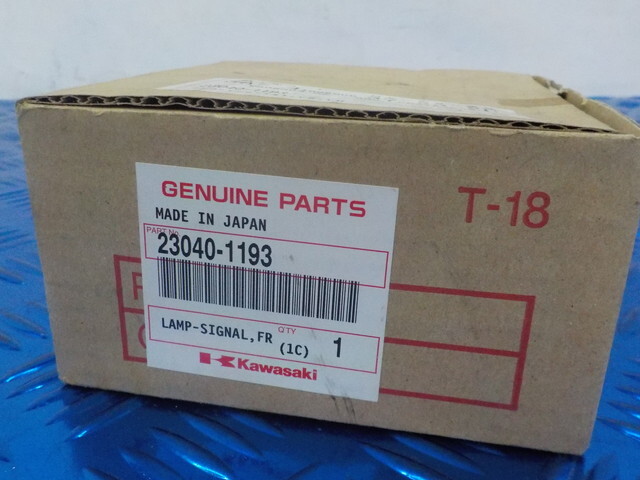 GENUINE PARTS
MADE IN JAPAN
PART No.
23040-1193
LAMP-SIGNAL,FR
(1C)
QTY
1
Kawasaki
T-18